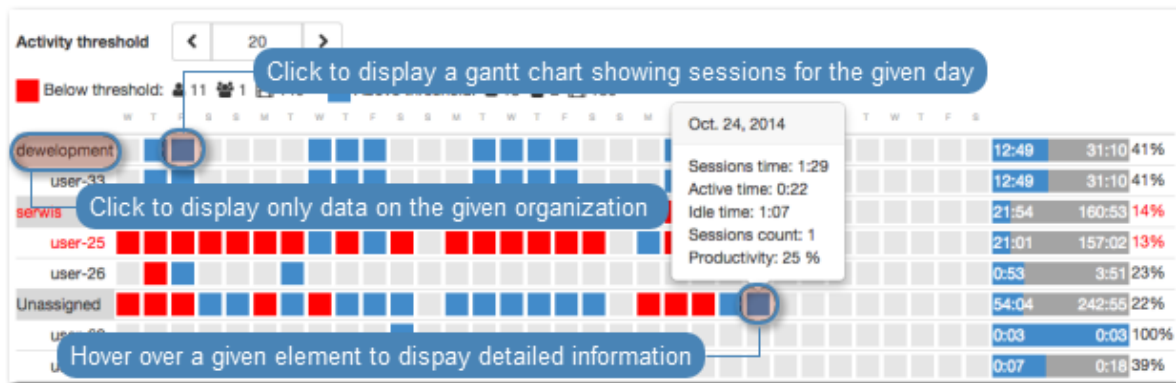 Activity threshold < 20 >
Click to display a gantt chart showing sessions for the given day
Below threshold: 11 1
W T F S S M T W T F S S M T W T F S S M T W T F S
Oct. 24, 2014
dewelopment 12:49 31:10 41%
Sessions time: 1:29
user-33 12:49 31:10 41%
Active time: 0:22
Click to display only data on the given organization
Idle time: 1:07
serwis 21:54 160:53 14%
Sessions count: 1
user-25 21:01 157:02 13%
Productivity: 25 %
user-26 0:53 3:51 23%
Unassigned 54:04 242:55 22%
0:03 0:03 100%
Hover over a given element to dispay detailed information
0:07 0:18 39%